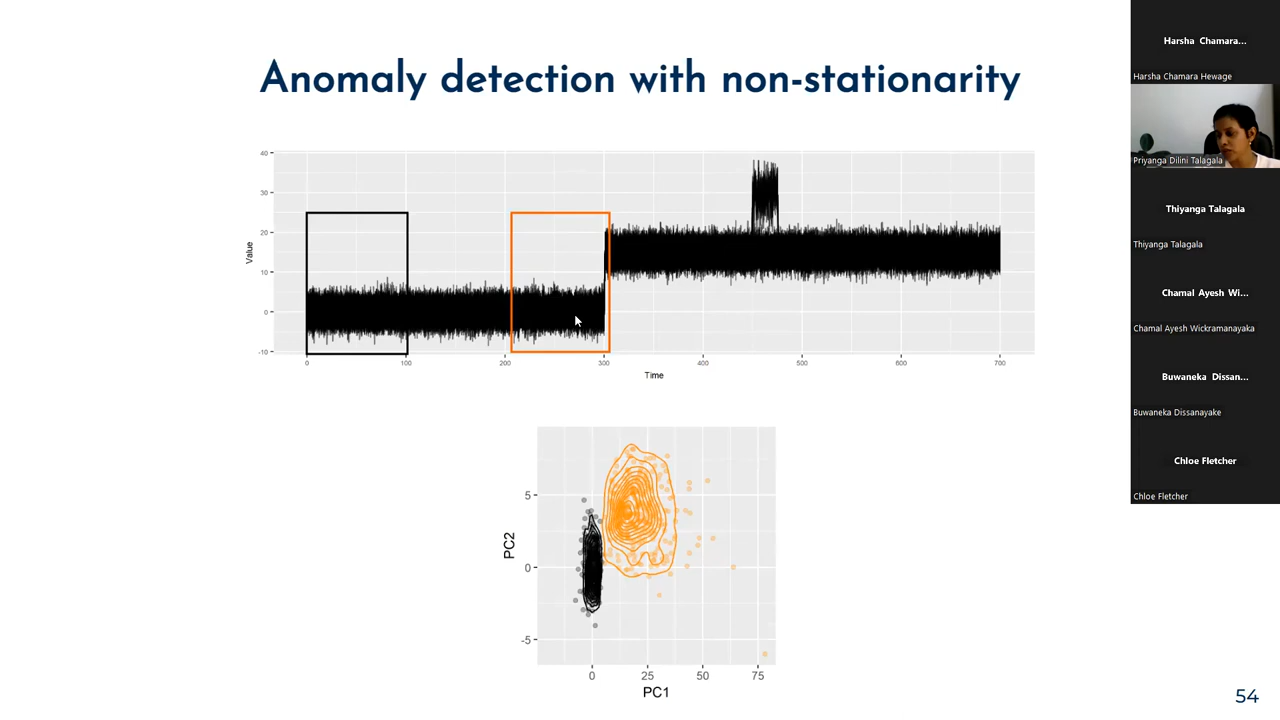 Anomaly detection with non-stationarity
40
30
20
10
0
-10
Value
0 100 200 300 400 500 600 700
Time
5
0
-5
PC2
0 25 50 75
PC1
54
Harsha Chamara...
Harsha Chamara Hewage
Priyanga Dilini Talagala
Thiyanga Talagala
Thiyanga Talagala
Chamal Ayesh Wi...
Chamal Ayesh Wickramanayaka
Buwaneka Dissan...
Buwaneka Dissanayake
Chloe Fletcher
Chloe Fletcher